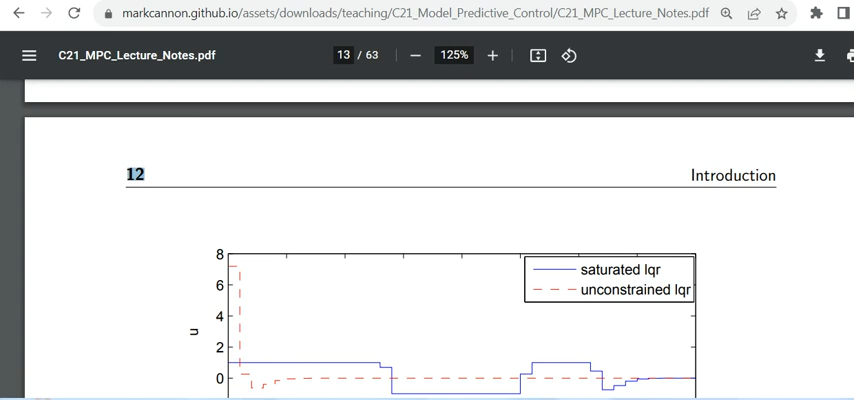 markcannon.github.io/assets/downloads/teaching/C21_Model_Predictive_Control/C21_MPC_Lecture_Notes.pdf
C21_MPC_Lecture_Notes.pdf
13 / 63
125%
12
Introduction
8
saturated lqr
6
unconstrained lqr
4
u
2
0